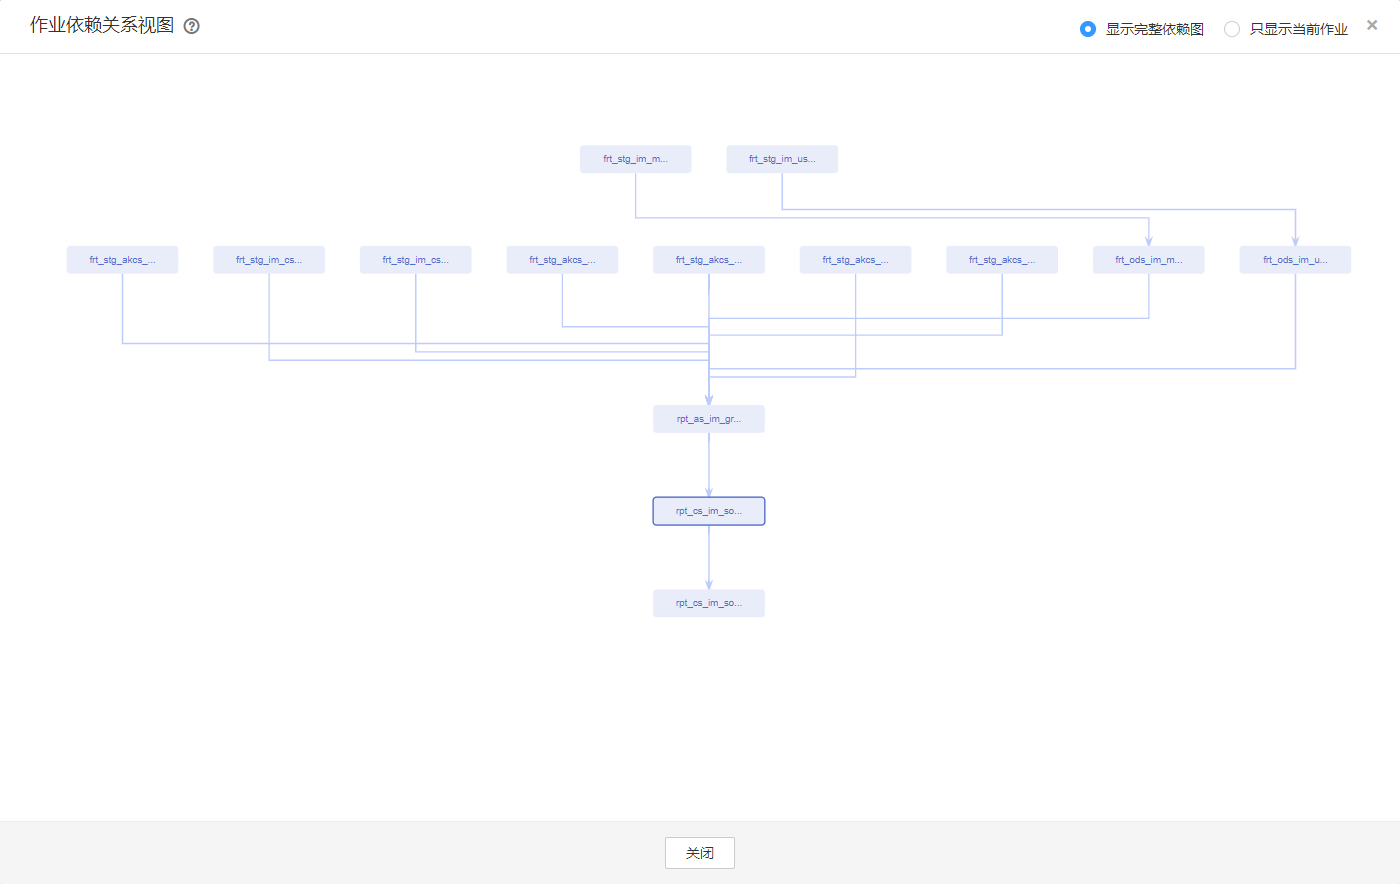 作业依赖关系视图 ?
显示完整依赖图 只显示当前作业 ×
frt_stg_im_m... frt_stg_im_us...
frt_stg_akcs_... frt_stg_im_cs... frt_stg_im_cs... frt_stg_akcs_... frt_stg_akcs_... frt_stg_akcs_... frt_stg_akcs_... frt_ods_im_m... frt_ods_im_u...
rpt_as_im_gr...
rpt_cs_im_so...
rpt_cs_im_so...
关闭